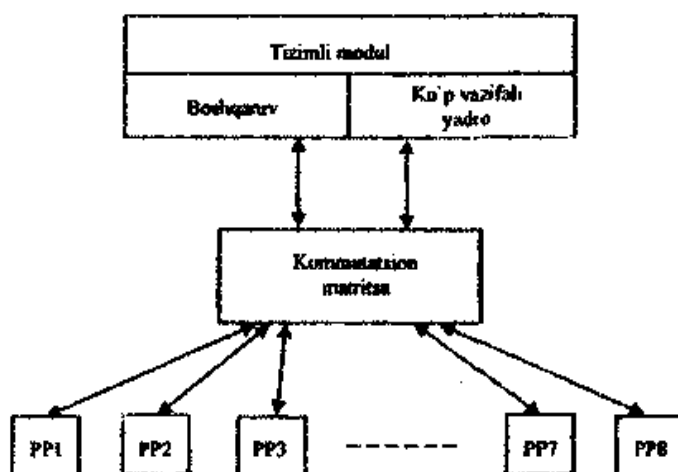 Tizimli modul
Boshqaruv
Ko`p vazifali
yadro
Kommutatsion
matritsa
PP1 PP2 PP3 PP7 PP8